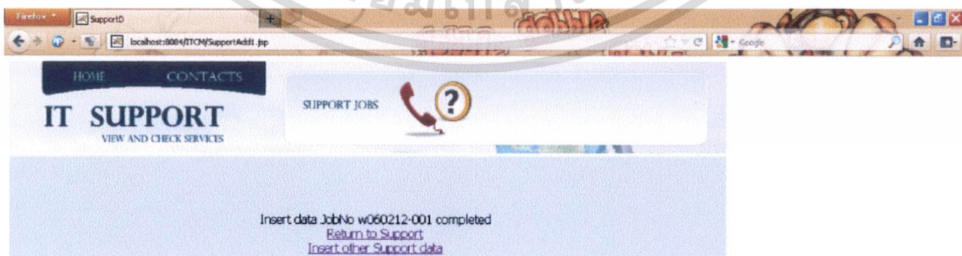 Firefox
SupportD
localhost:8084/ITCM/SupportAdd1.jsp
Google
HOME CONTACTS
IT SUPPORT
VIEW AND CHECK SERVICES
SUPPORT JOBS
?
Insert data JobNo w060212-001 completed
Return to Support
Insert other Support data